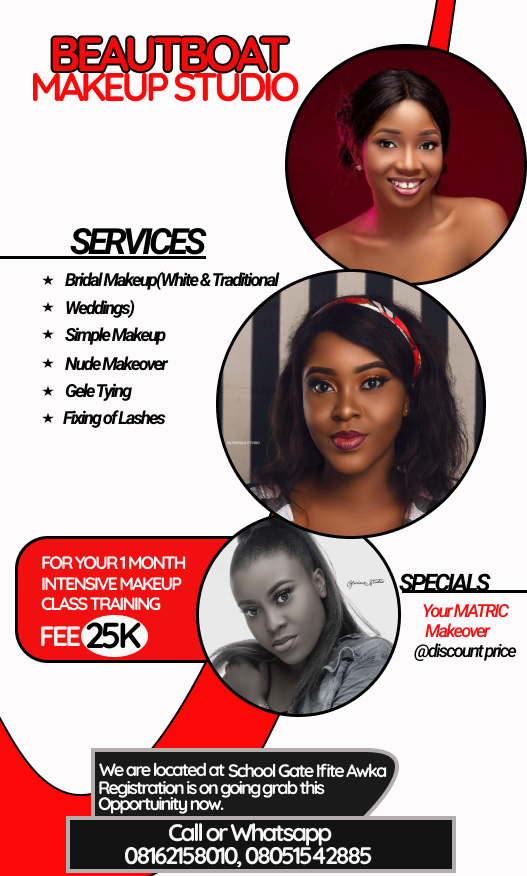 BEAUTBOAT
MAKEUP STUDIO
SERVICES
★ Bridal Makeup(White & Traditional
★ Weddings)
★ Simple Makeup
★ Nude Makeover
★ Gele Tying
★ Fixing of Lashes
FOR YOUR 1 MONTH
INTENSIVE MAKEUP
CLASS TRAINING
FEE 25K
SPECIALS
Your MATRIC
Makeover
@discount price
We are located at School Gate Ifite Awka
Registration is on going grab this
Opportuinity now.
Call or Whatsapp
08162158010, 08051542885